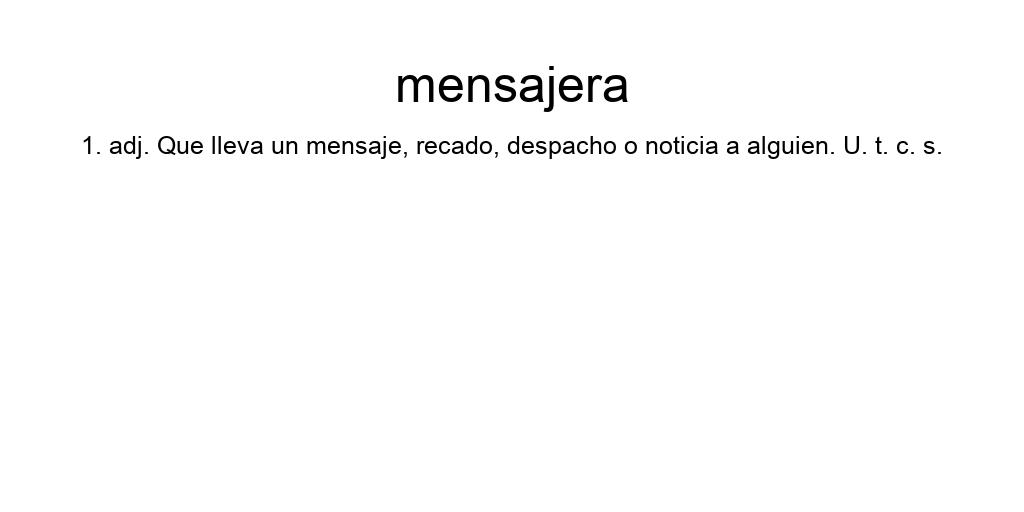 mensajera
1. adj. Que lleva un mensaje, recado, despacho o noticia a alguien. U. t. c. s.